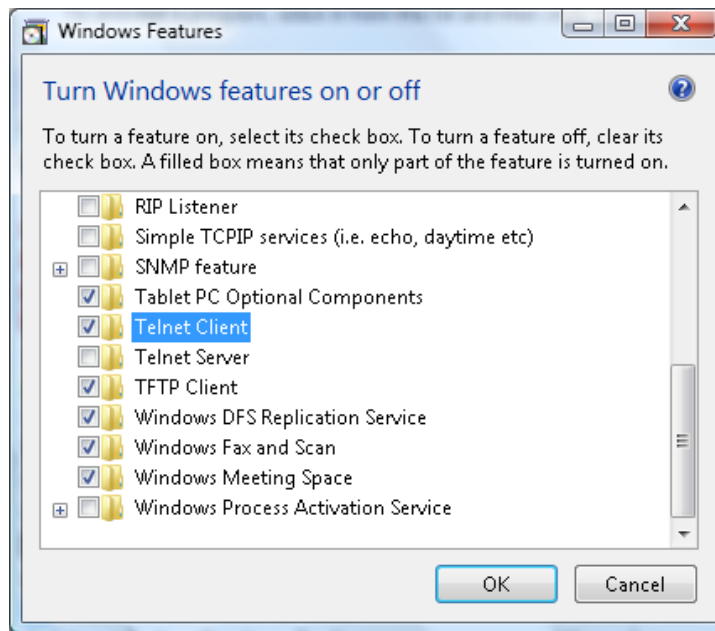 Windows Features
Turn Windows features on or off
To turn a feature on, select its check box. To turn a feature off, clear its
check box. A filled box means that only part of the feature is turned on.
RIP Listener
Simple TCPIP services (i.e. echo, daytime etc)
SNMP feature
Tablet PC Optional Components
Telnet Client
Telnet Server
TFTP Client
Windows DFS Replication Service
Windows Fax and Scan
Windows Meeting Space
Windows Process Activation Service
OK
Cancel